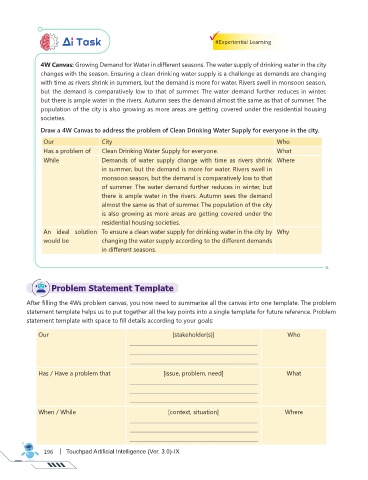 Ai Task
#Experiential Learning
4W Canvas: Growing Demand for Water in different seasons. The water supply of drinking water in the city
changes with the season. Ensuring a clean drinking water supply is a challenge as demands are changing
with time as rivers shrink in summers, but the demand is more for water. Rivers swell in monsoon season,
but the demand is comparatively low to that of summer. The water demand further reduces in winter,
but there is ample water in the rivers. Autumn sees the demand almost the same as that of summer. The
population of the city is also growing as more areas are getting covered under the residential housing
societies.
Draw a 4W Canvas to address the problem of Clean Drinking Water Supply for everyone in the city.
Our City Who
Has a problem of Clean Drinking Water Supply for everyone. What
While Demands of water supply change with time as rivers shrink Where
in summer, but the demand is more for water. Rivers swell in
monsoon season, but the demand is comparatively low to that
of summer. The water demand further reduces in winter, but
there is ample water in the rivers. Autumn sees the demand
almost the same as that of summer. The population of the city
is also growing as more areas are getting covered under the
residential housing societies.
An ideal solution To ensure a clean water supply for drinking water in the city by Why
would be changing the water supply according to the different demands
in different seasons.
Problem Statement Template
After filling the 4Ws problem canvas, you now need to summarise all the canvas into one template. The problem
statement template helps us to put together all the key points into a single template for future reference. Problem
statement template with space to fill details according to your goals:
Our [stakeholder(s)] Who
Has / Have a problem that [issue, problem, need] What
When / While [context, situation] Where
196 | Touchpad Artificial Intelligence (Ver. 3.0)-IX